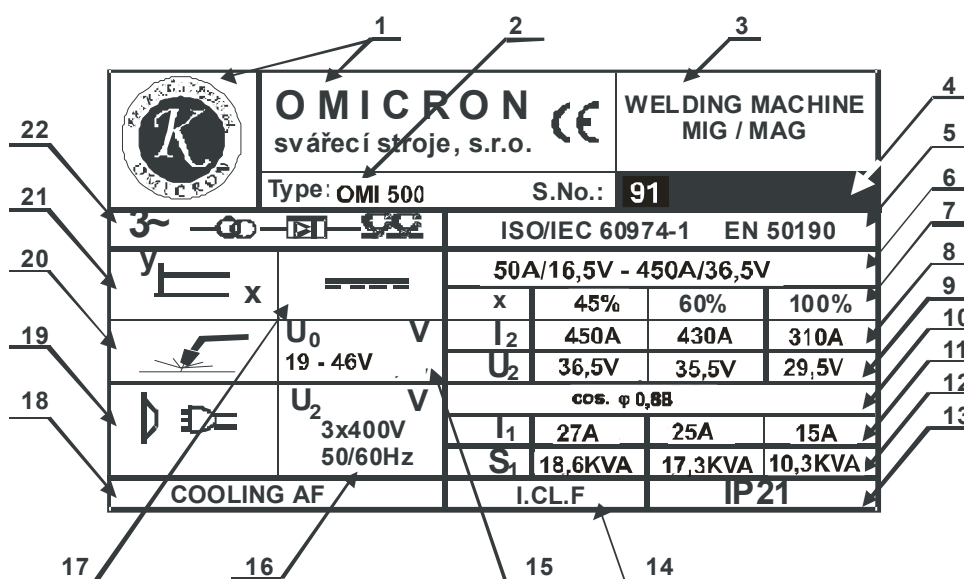 1 2 3
4
5
6
7
8
9
10
11
12
13
22
21
20
19
18
K
OMICRON
OMICRON
svářecí stroje, s.r.o.
CE
WELDING MACHINE
MIG / MAG
Type: OMI 500 S.No.: 91
3~
ISO/IEC 60974-1 EN 50190
y
x
50A/16,5V - 450A/36,5V
x 45% 60% 100%
U0 V
19 - 46V
I2 450A 430A 310A
U2 36,5V 35,5V 29,5V
cos. φ 0,88
U2 V
3x400V
50/60Hz
I1 27A 25A 15A
S1 18,6KVA 17,3KVA 10,3KVA
COOLING AF I.CL.F IP21
17 16 15 14